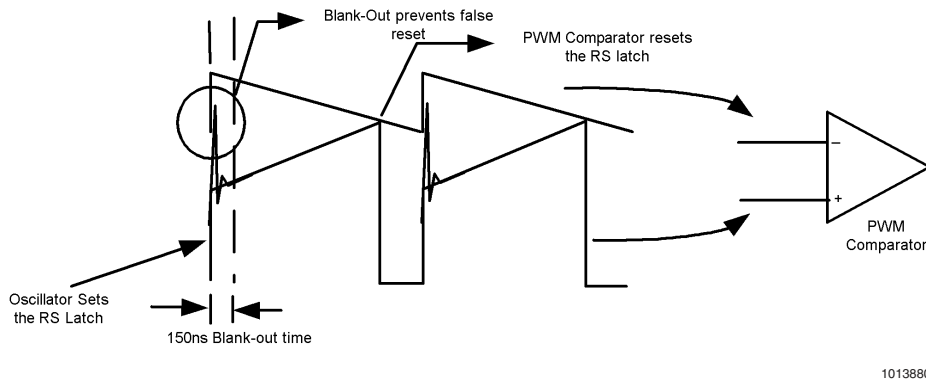 Blank-Out prevents false
reset
PWM Comparator resets
the RS latch
−
+
PWM
Comparator
Oscillator Sets
the RS Latch
150ns Blank-out time
1013880